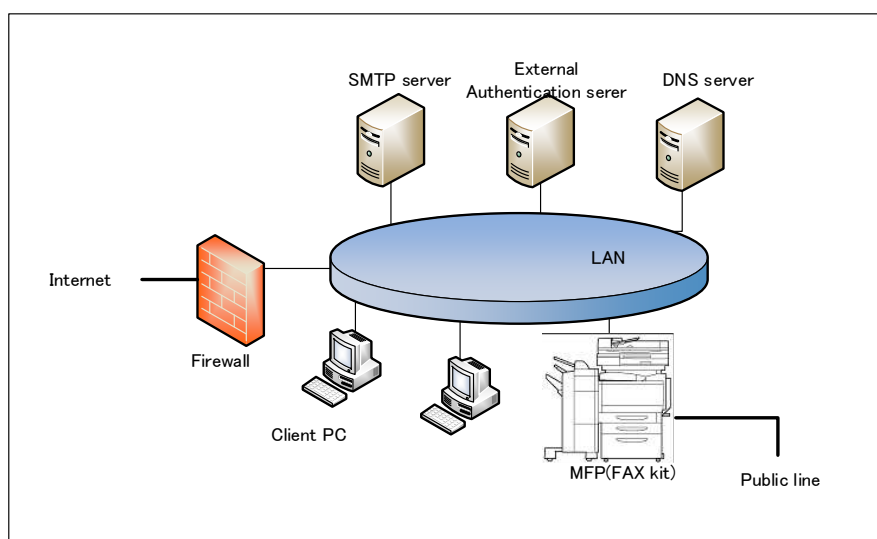 SMTP server
External
Authentication serer
DNS server
LAN
Internet
Firewall
Client PC
MFP(FAX kit)
Public line